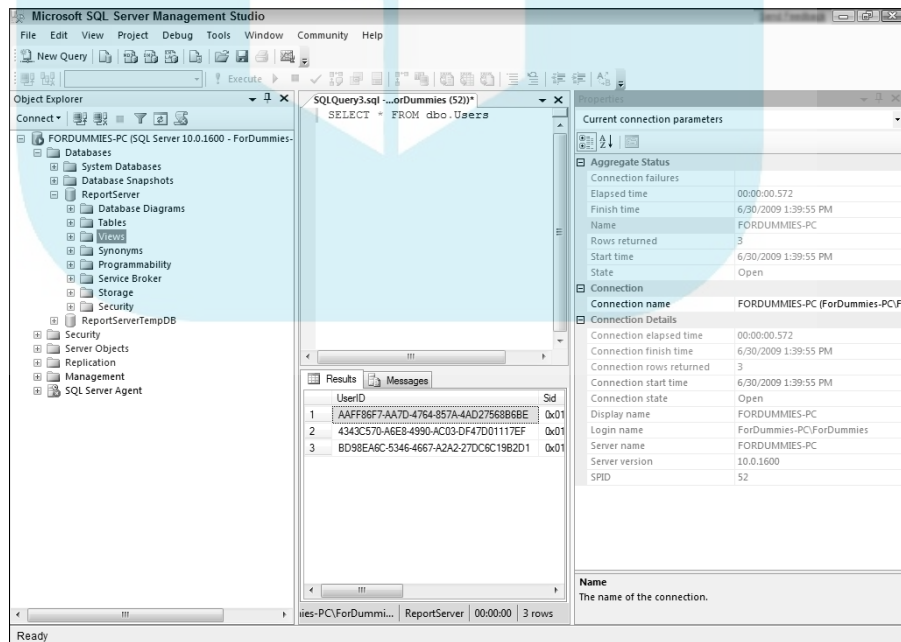 Microsoft SQL Server Management Studio
File Edit View Project Debug Tools Window Community Help
New Query
Execute
Object Explorer
Connect
FORDUMMIES-PC (SQL Server 10.0.1600 - ForDummies-
Databases
System Databases
Database Snapshots
ReportServer
Database Diagrams
Tables
Views
Synonyms
Programmability
Service Broker
Storage
Security
ReportServerTempDB
Security
Server Objects
Replication
Management
SQL Server Agent
SQLQuery3.sql -...orDummies (52))*
SELECT * FROM dbo.Users
Results Messages
UserID Sid
1 AAFF86F7-AA7D-4764-857A-4AD27568B6BE 0x01
2 4343C570-A6E8-4990-AC03-DF47D01117EF 0x01
3 BD98EA6C-5346-4667-A2A2-27DC6C19B2D1 0x01
ies-PC\ForDummi... ReportServer 00:00:00 3 rows
Properties
Current connection parameters
Aggregate Status
Connection failures
Elapsed time 00:00:00.572
Finish time 6/30/2009 1:39:55 PM
Name FORDUMMIES-PC
Rows returned 3
Start time 6/30/2009 1:39:55 PM
State Open
Connection
Connection name FORDUMMIES-PC (ForDummies-PC\F
Connection Details
Connection elapsed time 00:00:00.572
Connection finish time 6/30/2009 1:39:55 PM
Connection rows returned 3
Connection start time 6/30/2009 1:39:55 PM
Connection state Open
Display name FORDUMMIES-PC
Login name ForDummies-PC\ForDummies
Server name FORDUMMIES-PC
Server version 10.0.1600
SPID 52
Name
The name of the connection.
Ready